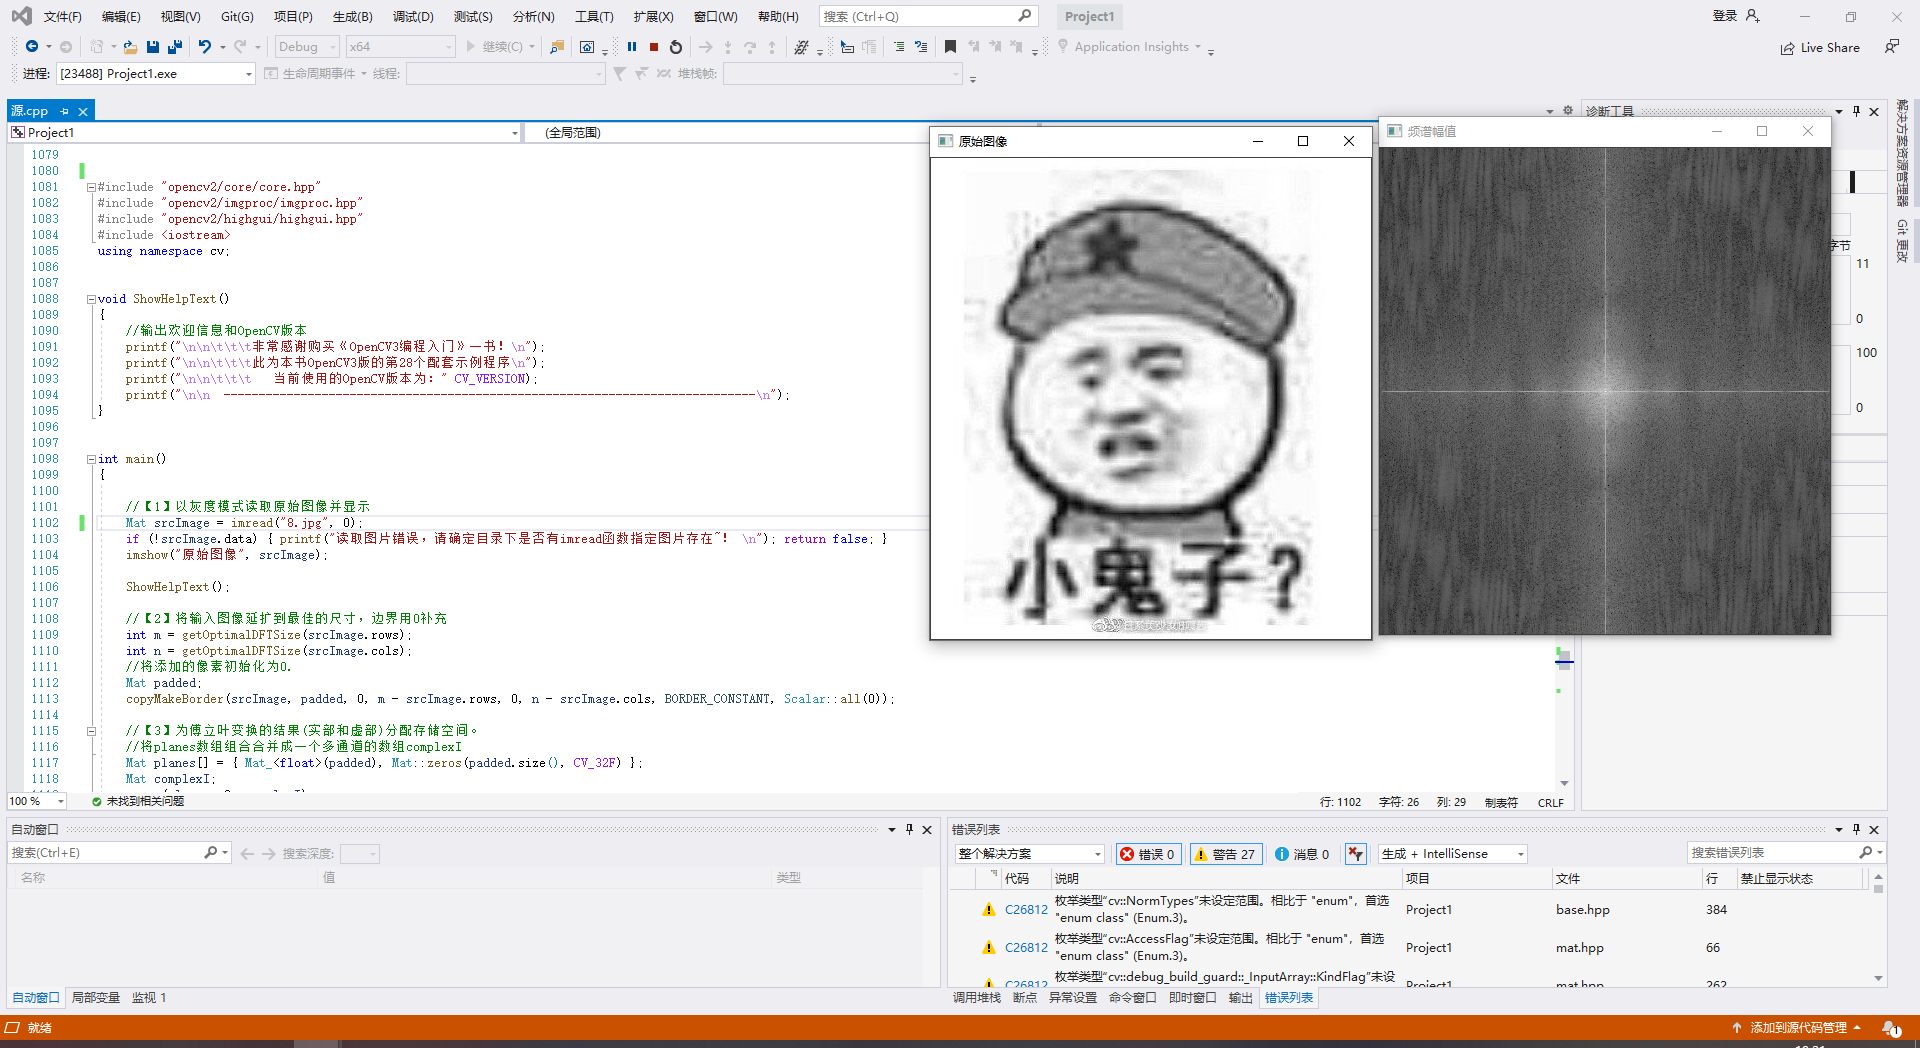 文件(F) 编辑(E) 视图(V) Git(G) 项目(P) 生成(B) 调试(D) 测试(S) 分析(N) 工具(T) 扩展(X) 窗口(W) 帮助(H) 搜索 (Ctrl+Q) Project1 登录
Debug x64 继续(C) Application Insights Live Share
进程: [23488] Project1.exe 生命周期事件 线程: 堆栈帧:
源.cpp
Project1 (全局范围)
1079
1080
1081 #include "opencv2/core/core.hpp"
1082 #include "opencv2/imgproc/imgproc.hpp"
1083 #include "opencv2/highgui/highgui.hpp"
1084 #include <iostream>
1085 using namespace cv;
1086
1087
1088 void ShowHelpText()
1089 {
1090 //输出欢迎信息和OpenCV版本
1091 printf("\n\n\t\t\t非常感谢购买《OpenCV3编程入门》一书！\n");
1092 printf("\n\n\t\t\t此为本书OpenCV3版的第28个配套示例程序\n");
1093 printf("\n\n\t\t\t   当前使用的OpenCV版本为：" CV_VERSION);
1094 printf("\n\n  ----------------------------------------------------------------------------\n");
1095 }
1096
1097
1098 int main()
1099 {
1100
1101 //【1】以灰度模式读取原始图像并显示
1102 Mat srcImage = imread("8.jpg", 0);
1103 if (!srcImage.data) { printf("读取图片错误，请确定目录下是否有imread函数指定图片存在~！ \n"); return false; }
1104 imshow("原始图像", srcImage);
1105
1106 ShowHelpText();
1107
1108 //【2】将输入图像延扩到最佳的尺寸，边界用0补充
1109 int m = getOptimalDFTSize(srcImage.rows);
1110 int n = getOptimalDFTSize(srcImage.cols);
1111 //将添加的像素初始化为0.
1112 Mat padded;
1113 copyMakeBorder(srcImage, padded, 0, m - srcImage.rows, 0, n - srcImage.cols, BORDER_CONSTANT, Scalar::all(0));
1114
1115 //【3】为傅立叶变换的结果(实部和虚部)分配存储空间。
1116 //将planes数组组合合并成一个多通道的数组complexI
1117 Mat planes[] = { Mat_<float>(padded), Mat::zeros(padded.size(), CV_32F) };
1118 Mat complexI;
原始图像
小鬼子?
频谱幅值
诊断工具
字节
11
0
100
0
解决方案资源管理器
Git 更改
100 % 未找到相关问题 行: 1102 字符: 26 列: 29 制表符 CRLF
自动窗口
搜索(Ctrl+E) 搜索深度:
名称 值 类型
自动窗口 局部变量 监视 1
错误列表
整个解决方案 错误 0 警告 27 消息 0 生成 + IntelliSense 搜索错误列表
代码 说明 项目 文件 行 禁止显示状态
C26812 枚举类型“cv::NormTypes”未设定范围。相比于 "enum"，首选 "enum class" (Enum.3)。 Project1 base.hpp 384
C26812 枚举类型“cv::AccessFlag”未设定范围。相比于 "enum"，首选 "enum class" (Enum.3)。 Project1 mat.hpp 66
C26812 枚举类型“cv::debug_build_guard::_InputArray::KindFlag”未设 Project1 mat.hpp 262
调用堆栈 断点 异常设置 命令窗口 即时窗口 输出 错误列表
就绪 添加到源代码管理 1